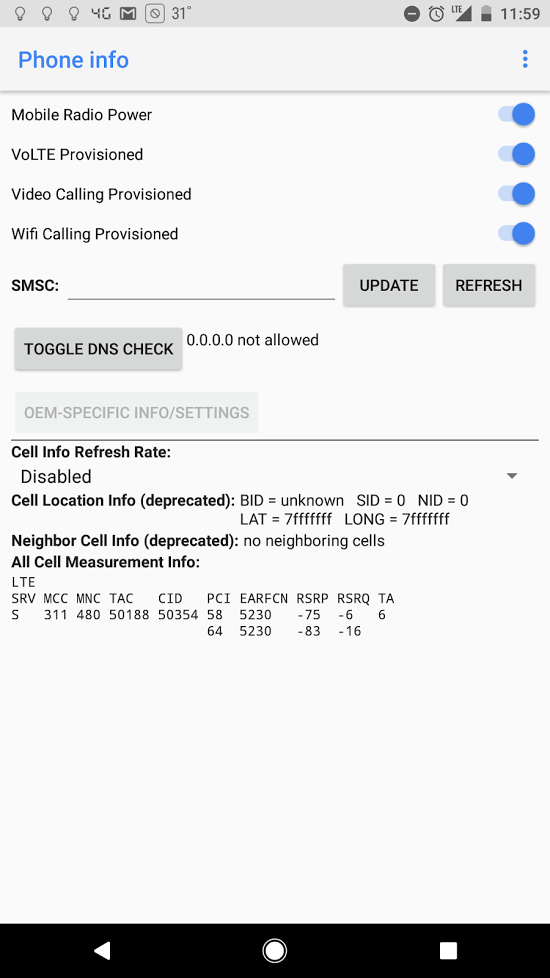 4G 31° LTE 11:59
Phone info
Mobile Radio Power
VoLTE Provisioned
Video Calling Provisioned
Wifi Calling Provisioned
SMSC: UPDATE REFRESH
TOGGLE DNS CHECK 0.0.0.0 not allowed
OEM-SPECIFIC INFO/SETTINGS
Cell Info Refresh Rate:
Disabled
Cell Location Info (deprecated): BID = unknown SID = 0 NID = 0
LAT = 7fffffff LONG = 7fffffff
Neighbor Cell Info (deprecated): no neighboring cells
All Cell Measurement Info:
LTE
SRV MCC MNC TAC CID PCI EARFCN RSRP RSRQ TA
S 311 480 50188 50354 58 5230 -75 -6 6
64 5230 -83 -16